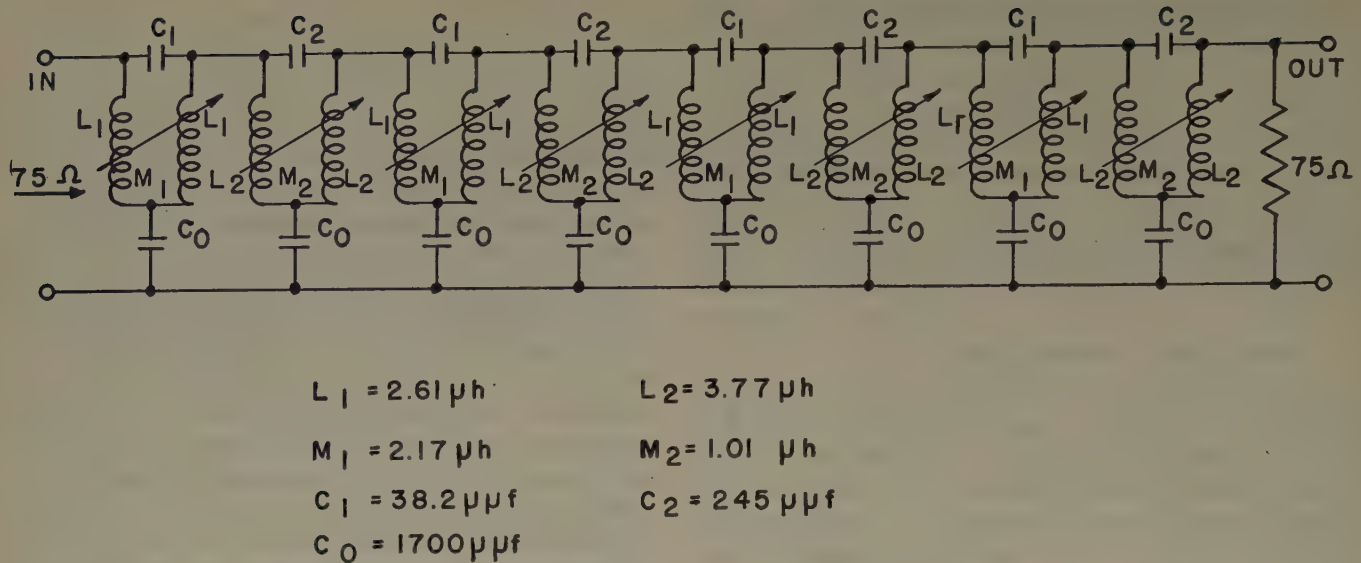 C1 C2 C1 C2 C1 C2 C1 C2
IN OUT
L1 L1 L1 L1 L1 L1 L1 L1
75 Ω M1 L2 M2 L2 M1 L2 M2 L2 M1 L2 M2 L2 M1 L2 M2 L2 75Ω
C0 C0 C0 C0 C0 C0 C0 C0
L1 = 2.61 μh L2 = 3.77 μh
M1 = 2.17 μh M2 = 1.01 μh
C1 = 38.2 μμf C2 = 245 μμf
C0 = 1700 μμf